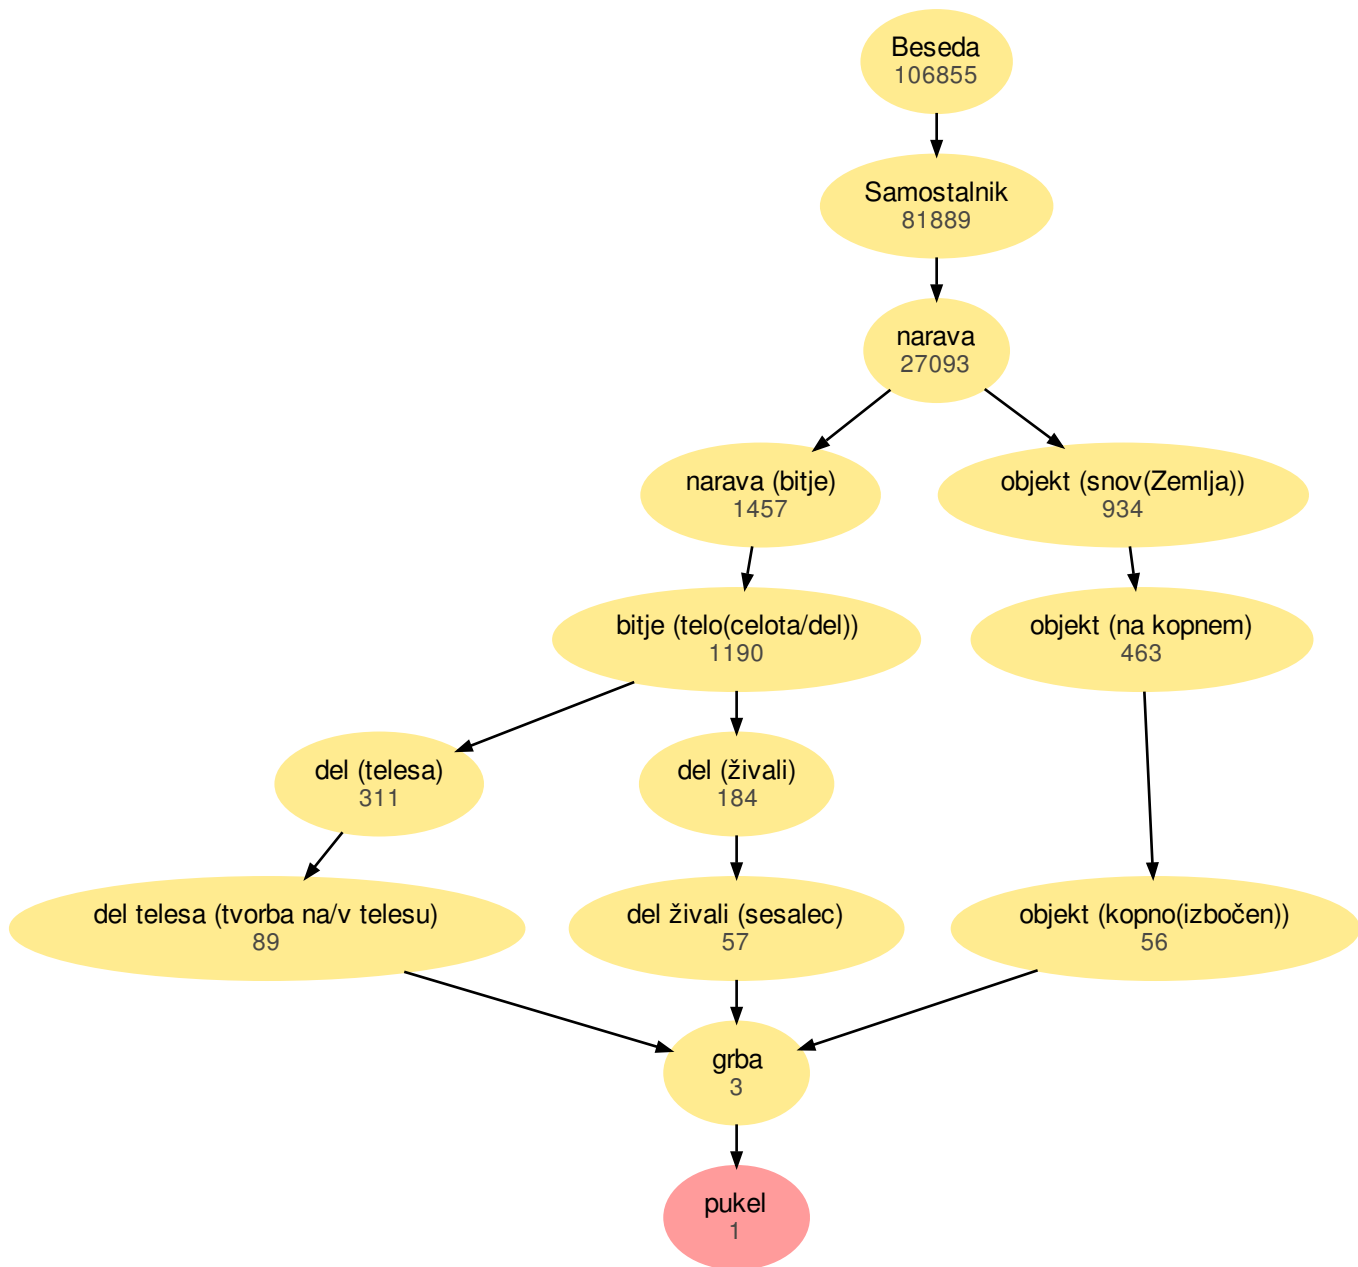 Beseda
106855
Samostalnik
81889
narava
27093
narava (bitje)
1457
objekt (snov(Zemlja))
934
bitje (telo(celota/del))
1190
objekt (na kopnem)
463
del (telesa)
311
del (živali)
184
del telesa (tvorba na/v telesu)
89
del živali (sesalec)
57
objekt (kopno(izbočen))
56
grba
3
pukel
1